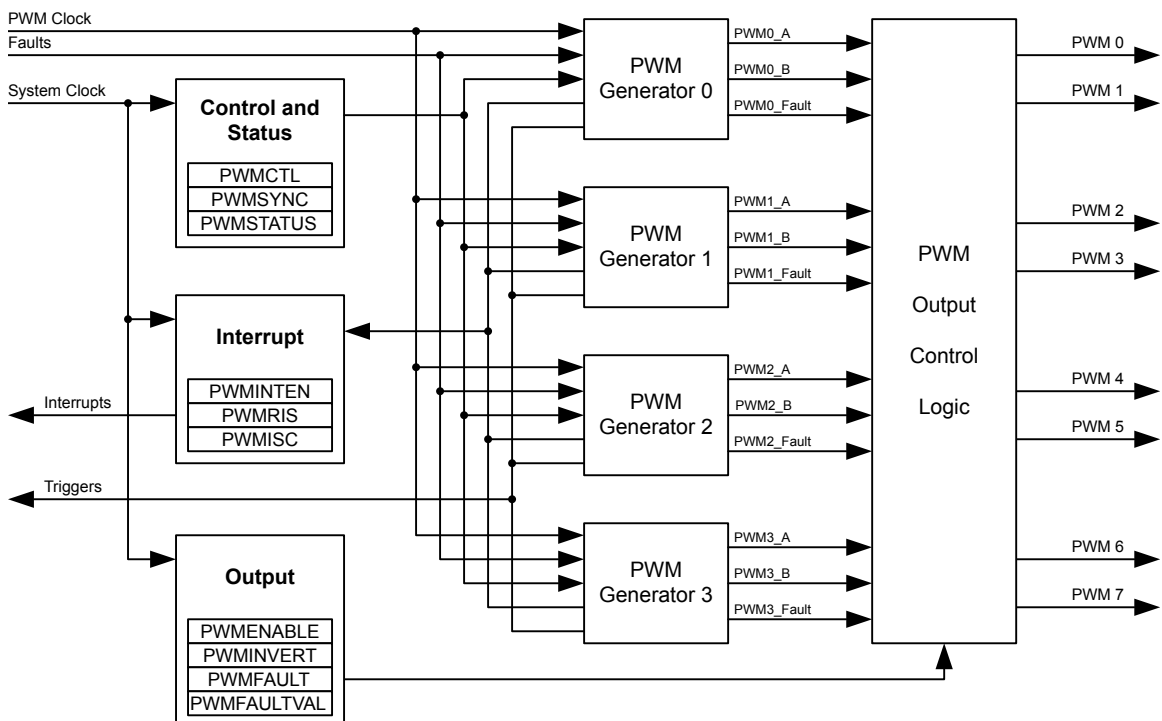 PWM Clock
Faults
System Clock
Control and
Status
PWMCTL
PWMSYNC
PWMSTATUS
Interrupt
PWMINTEN
PWMRIS
PWMISC
Interrupts
Triggers
Output
PWMENABLE
PWMINVERT
PWMFAULT
PWMFAULTVAL
PWM
Generator 0
PWM0_A
PWM0_B
PWM0_Fault
PWM
Generator 1
PWM1_A
PWM1_B
PWM1_Fault
PWM
Generator 2
PWM2_A
PWM2_B
PWM2_Fault
PWM
Generator 3
PWM3_A
PWM3_B
PWM3_Fault
PWM
Output
Control
Logic
PWM 0
PWM 1
PWM 2
PWM 3
PWM 4
PWM 5
PWM 6
PWM 7